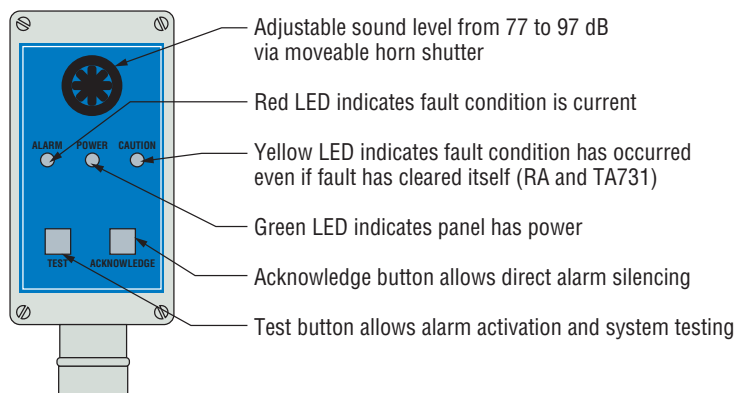 Adjustable sound level from 77 to 97 dB
via moveable horn shutter
Red LED indicates fault condition is current
ALARM POWER CAUTION
Yellow LED indicates fault condition has occurred
even if fault has cleared itself (RA and TA731)
Green LED indicates panel has power
TEST ACKNOWLEDGE
Acknowledge button allows direct alarm silencing
Test button allows alarm activation and system testing